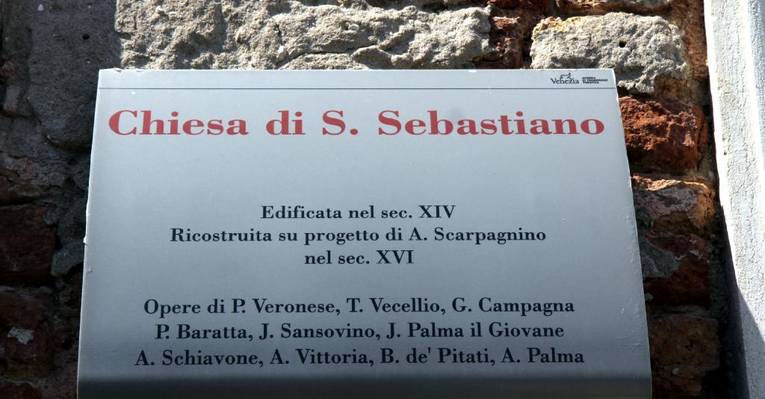 Venezia
Chiesa di S. Sebastiano
Edificata nel sec. XIV
Ricostruita su progetto di A. Scarpagnino
nel sec. XVI
Opere di P. Veronese, T. Vecellio, G. Campagna
P. Baratta, J. Sansovino, J. Palma il Giovane
A. Schiavone, A. Vittoria, B. de' Pitati, A. Palma